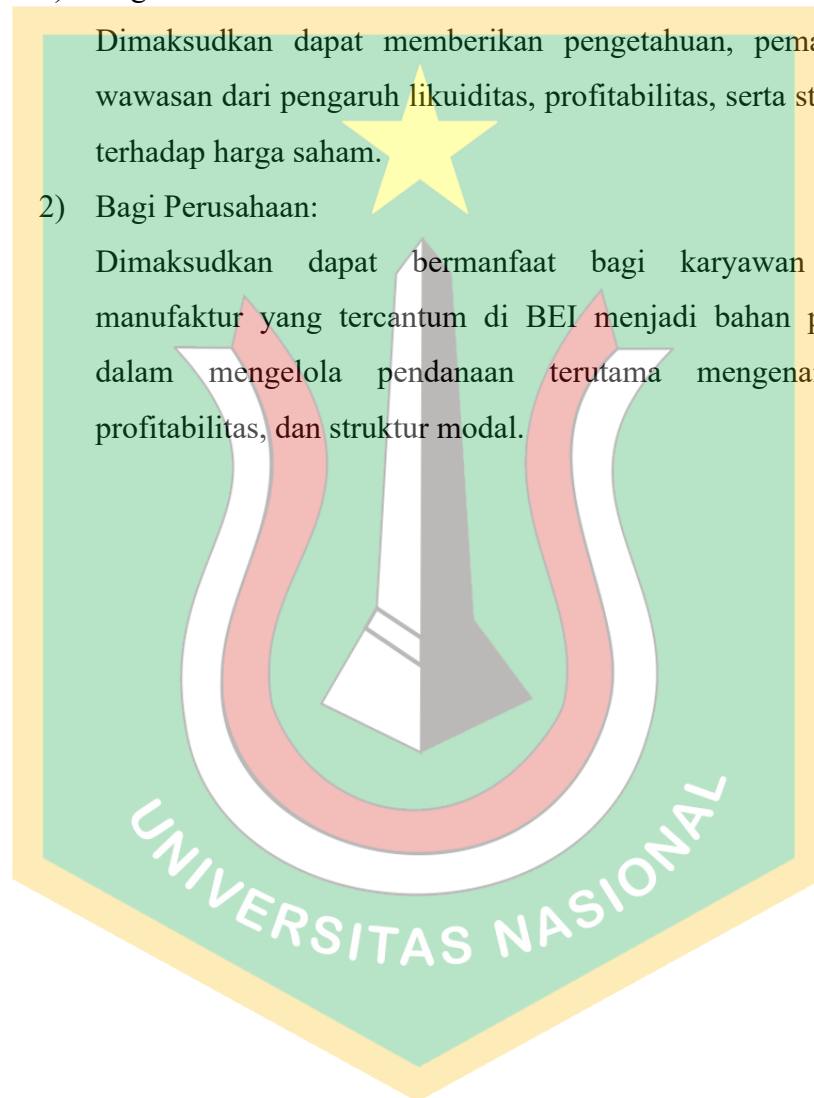 Dimaksudkan dapat memberikan pengetahuan,
wawasan dari pengaruh likuiditas, profitabilitas, serta
terhadap harga saham.
2) Bagi Perusahaan:
Dimaksudkan dapat bermanfaat bagi karyawan
manufaktur yang tercantum di BEI menjadi bahan
dalam mengelola pendanaan terutama
profitabilitas, dan struktur modal.
UNIVERSITAS NASIONAL